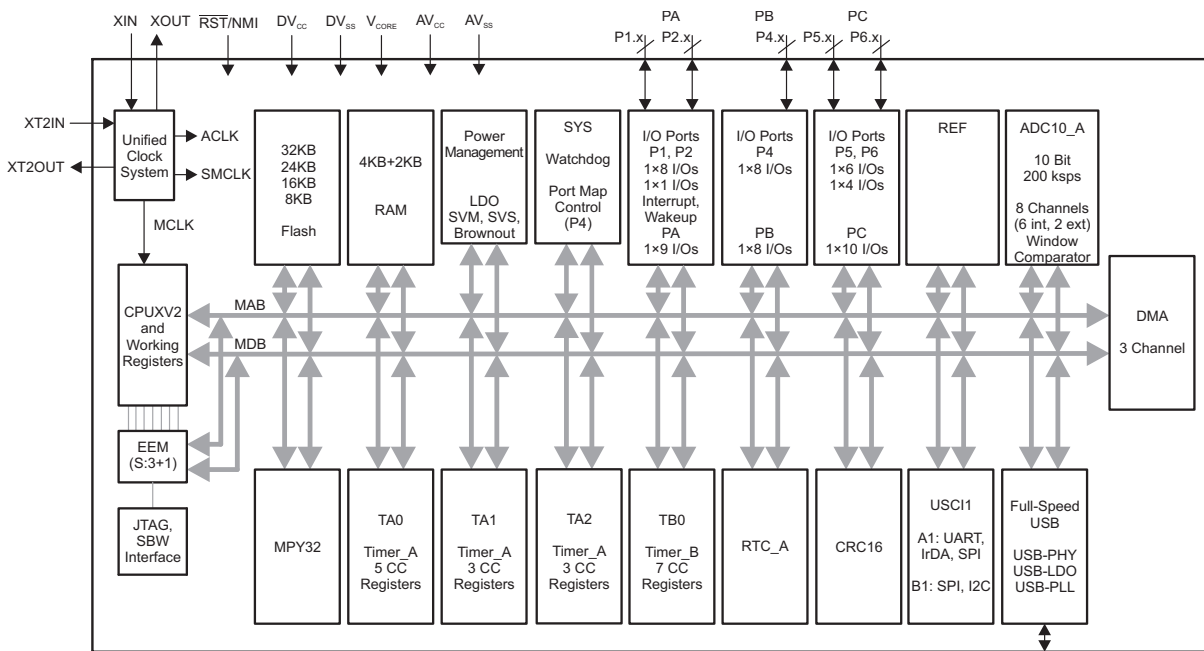 XIN XOUT RST/NMI DVCC DVSS VCORE AVCC AVSS
PA PB PC
P1.x P2.x P4.x P5.x P6.x
XT2IN
XT2OUT
Unified
Clock
System
ACLK
SMCLK
MCLK
32KB
24KB
16KB
8KB
Flash
4KB+2KB
RAM
Power
Management
LDO
SVM, SVS,
Brownout
SYS
Watchdog
Port Map
Control
(P4)
I/O Ports
P1, P2
1×8 I/Os
1×1 I/Os
Interrupt,
Wakeup
PA
1×9 I/Os
I/O Ports
P4
1×8 I/Os
PB
1×8 I/Os
I/O Ports
P5, P6
1×6 I/Os
1×4 I/Os
PC
1×10 I/Os
REF
ADC10_A
10 Bit
200 ksps
8 Channels
(6 int, 2 ext)
Window
Comparator
CPUXV2
and
Working
Registers
MAB
MDB
DMA
3 Channel
EEM
(S:3+1)
JTAG,
SBW
Interface
MPY32
TA0
Timer_A
5 CC
Registers
TA1
Timer_A
3 CC
Registers
TA2
Timer_A
3 CC
Registers
TB0
Timer_B
7 CC
Registers
RTC_A
CRC16
USCI1
A1: UART,
IrDA, SPI
B1: SPI, I2C
Full-Speed
USB
USB-PHY
USB-LDO
USB-PLL